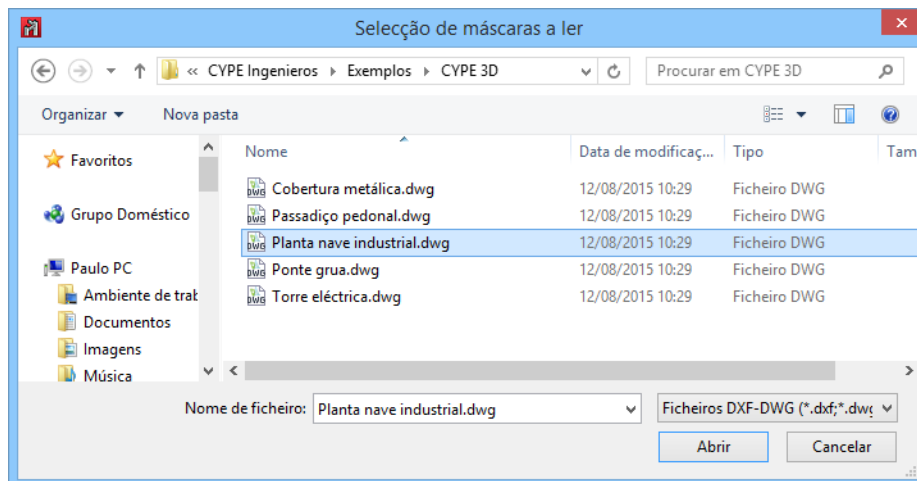 Selecção de máscaras a ler
« CYPE Ingenieros Exemplos CYPE 3D Procurar em CYPE 3D
Organizar Nova pasta
Favoritos
Grupo Doméstico
Paulo PC
Ambiente de trab
Documentos
Imagens
Música
Nome Data de modificaç... Tipo Tam
Cobertura metálica.dwg 12/08/2015 10:29 Ficheiro DWG
Passadiço pedonal.dwg 12/08/2015 10:29 Ficheiro DWG
Planta nave industrial.dwg 12/08/2015 10:29 Ficheiro DWG
Ponte grua.dwg 12/08/2015 10:29 Ficheiro DWG
Torre eléctrica.dwg 12/08/2015 10:29 Ficheiro DWG
Nome de ficheiro: Planta nave industrial.dwg Ficheiros DXF-DWG (*.dxf;*.dwg
Abrir Cancelar